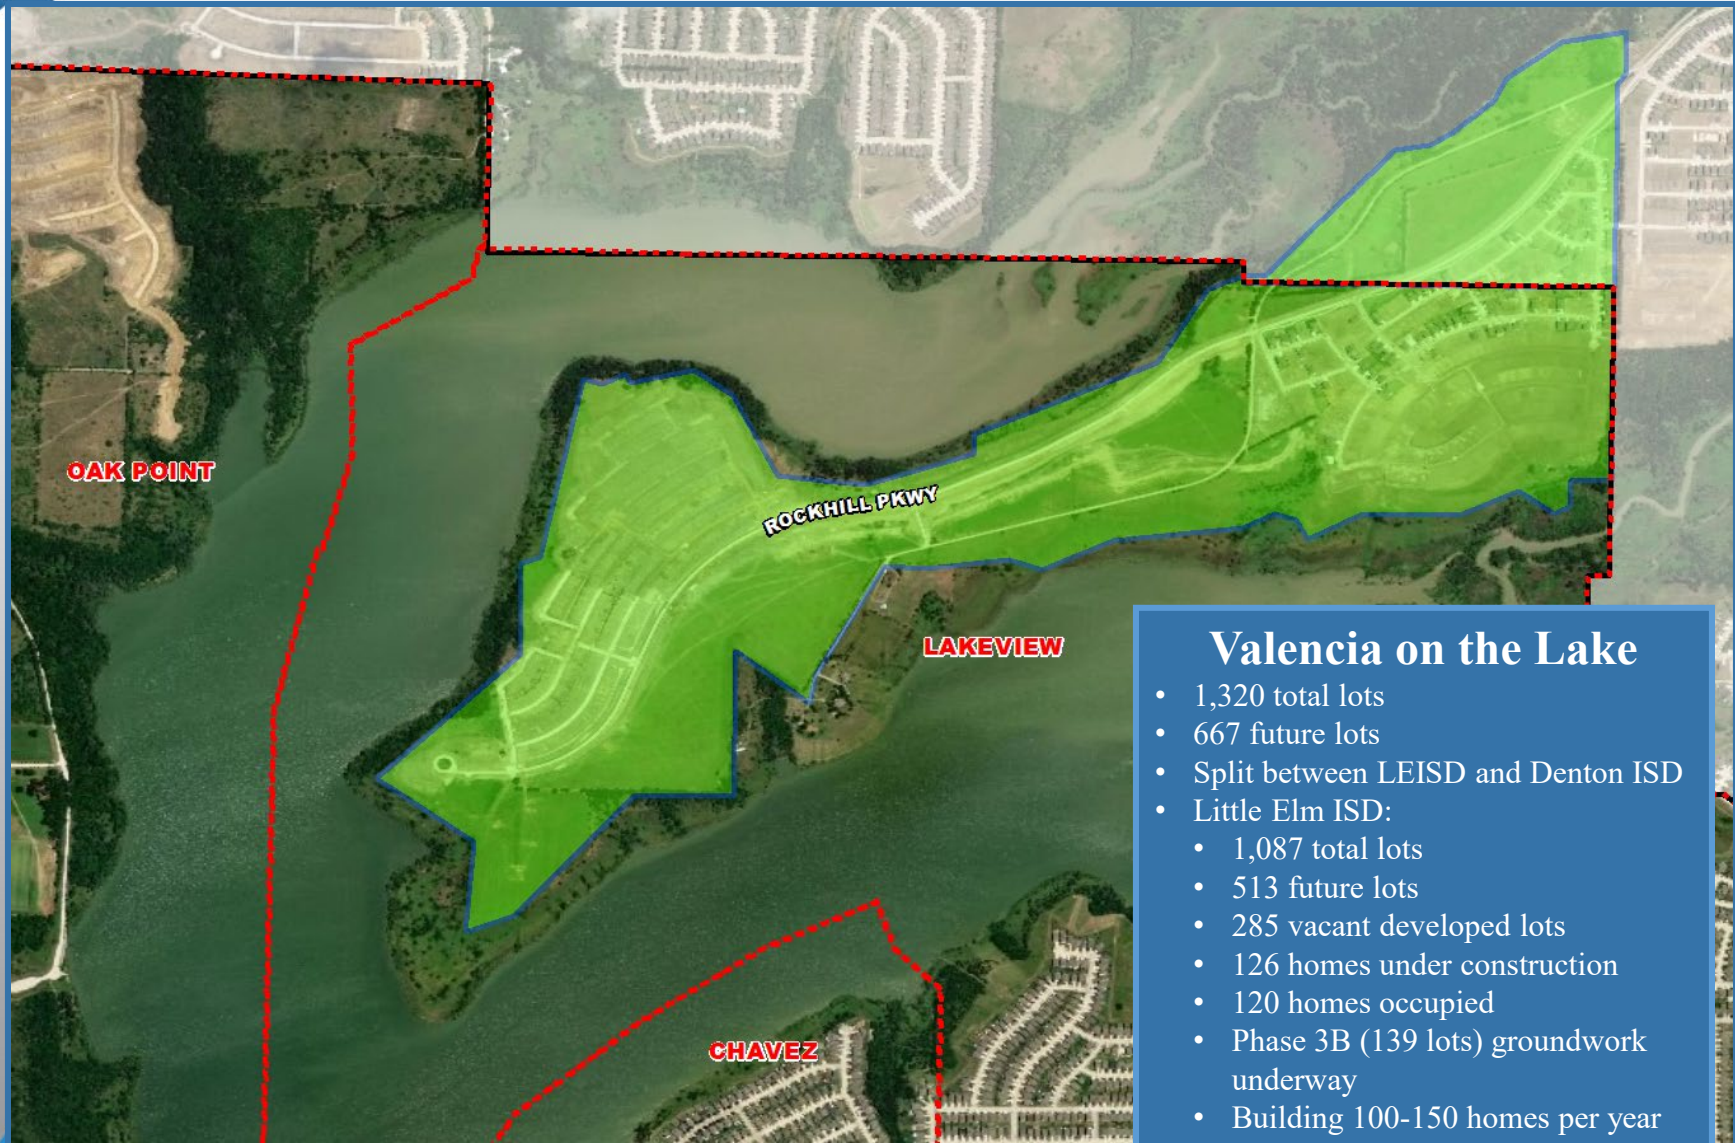 OAK POINT
ROCKHILL PKWY
LAKEVIEW
CHAVEZ
Valencia on the Lake
• 1,320 total lots
• 667 future lots
• Split between LEISD and Denton ISD
• Little Elm ISD:
• 1,087 total lots
• 513 future lots
• 285 vacant developed lots
• 126 homes under construction
• 120 homes occupied
• Phase 3B (139 lots) groundwork
underway
• Building 100-150 homes per year